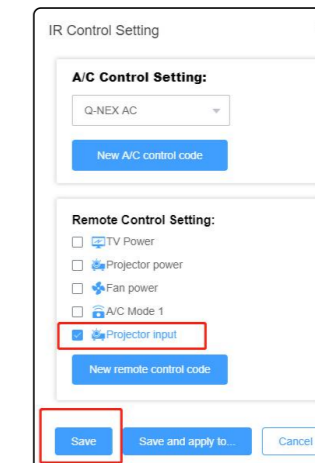 IR Control Setting
A/C Control Setting:
Q-NEX AC
New A/C control code
Remote Control Setting:
TV Power
Projector power
Fan power
A/C Mode 1
Projector input
New remote control code
Save
Save and apply to...
Cancel